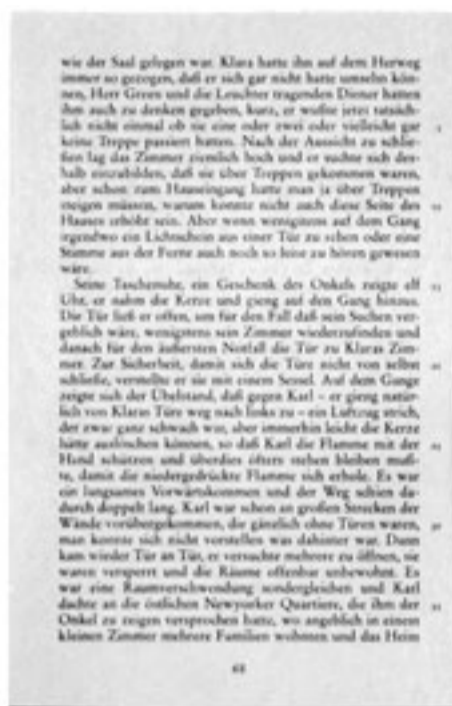 wie der Saal gelegen war. Klara hatte ihn auf dem Herweg
immer so gezogen, daß er sich gar nicht hatte umsehn kön-
nen, Herr Green und die Leuchter tragenden Diener hatten
ihm auch zu denken gegeben, kurz, er wußte jetzt tatsäch-
lich nicht einmal ob sie eine oder zwei oder vielleicht gar 5
keine Treppe passiert hatten. Nach der Aussicht zu schlie-
ßen lag das Zimmer ziemlich hoch und er suchte sich des-
halb einzubilden, daß sie über Treppen gekommen waren,
aber schon zum Hauseingang hatte man ja über Treppen
steigen müssen, warum konnte nicht auch diese Seite des 10
Hauses erhöht sein. Aber wenn wenigstens auf dem Gang
irgendwo ein Lichtschein aus einer Tür zu sehen oder eine
Stimme aus der Ferne auch noch so leise zu hören gewesen
wäre.
Seine Taschenuhr, ein Geschenk des Onkels zeigte elf 15
Uhr, er nahm die Kerze und gieng auf den Gang hinaus.
Die Tür ließ er offen, um für den Fall daß sein Suchen ver-
geblich wäre, wenigstens sein Zimmer wiederzufinden und
danach für den äußersten Notfall die Tür zu Klaras Zim-
mer. Zur Sicherheit, damit sich die Türe nicht von selbst 20
schließe, verstellte er sie mit einem Sessel. Auf dem Gange
zeigte sich der Übelstand, daß gegen Karl – er gieng natür-
lich von Klaras Türe weg nach links zu – ein Luftzug strich,
der zwar ganz schwach war, aber immerhin leicht die Kerze
hätte auslöschen können, so daß Karl die Flamme mit der 25
Hand schützen und überdies öfters stehen bleiben muß-
te, damit die niedergedrückte Flamme sich erhole. Es war
ein langsames Vorwärtskommen und der Weg schien da-
durch doppelt lang. Karl war schon an großen Strecken der
Wände vorübergekommen, die gänzlich ohne Türen waren, 30
man konnte sich nicht vorstellen was dahinter war. Dann
kam wieder Tür an Tür, er versuchte mehrere zu öffnen, sie
waren versperrt und die Räume offenbar unbewohnt. Es
war eine Raumverschwendung sondergleichen und Karl
dachte an die östlichen Newyorker Quartiere, die ihm der 35
Onkel zu zeigen versprochen hatte, wo angeblich in einem
kleinen Zimmer mehrere Familien wohnten und das Heim